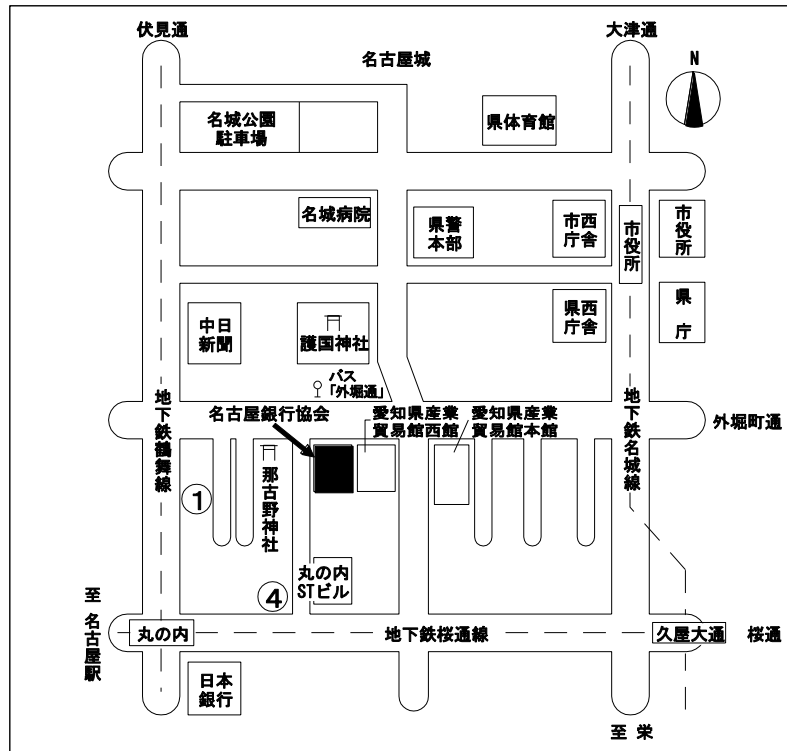 伏見通
大津通
名古屋城
N
名城公園
駐車場
県体育館
名城病院
県警
本部
市西
庁舎
市役所
市役所
中日
新聞
護国神社
県西
庁舎
県庁
バス
「外堀通」
地下鉄鶴舞線
地下鉄名城線
名古屋銀行協会
愛知県産業
貿易館西館
愛知県産業
貿易館本館
外堀町通
那古野神社
①
丸の内
STビル
④
至名古屋駅
丸の内
地下鉄桜通線
久屋大通
桜通
日本
銀行
至栄